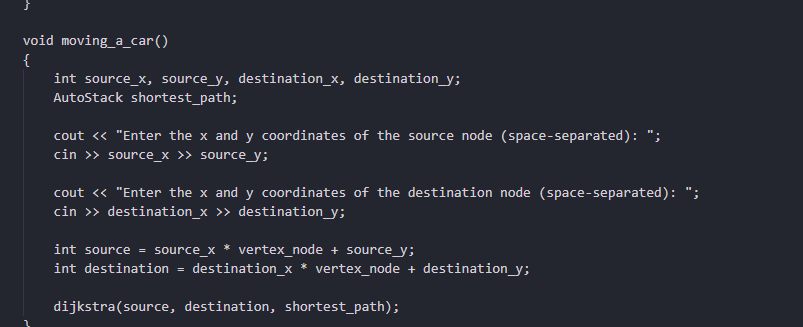 }
void moving_a_car()
{
int source_x, source_y, destination_x, destination_y;
AutoStack shortest_path;
cout << "Enter the x and y coordinates of the source node (space-separated): ";
cin >> source_x >> source_y;
cout << "Enter the x and y coordinates of the destination node (space-separated): ";
cin >> destination_x >> destination_y;
int source = source_x * vertex_node + source_y;
int destination = destination_x * vertex_node + destination_y;
dijkstra(source, destination, shortest_path);
}